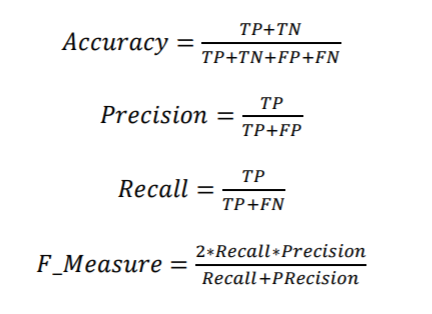 Accuracy = TP+TN / TP+TN+FP+FN
Precision = TP / TP+FP
Recall = TP / TP+FN
F_Measure = 2*Recall*Precision / Recall+PRecision